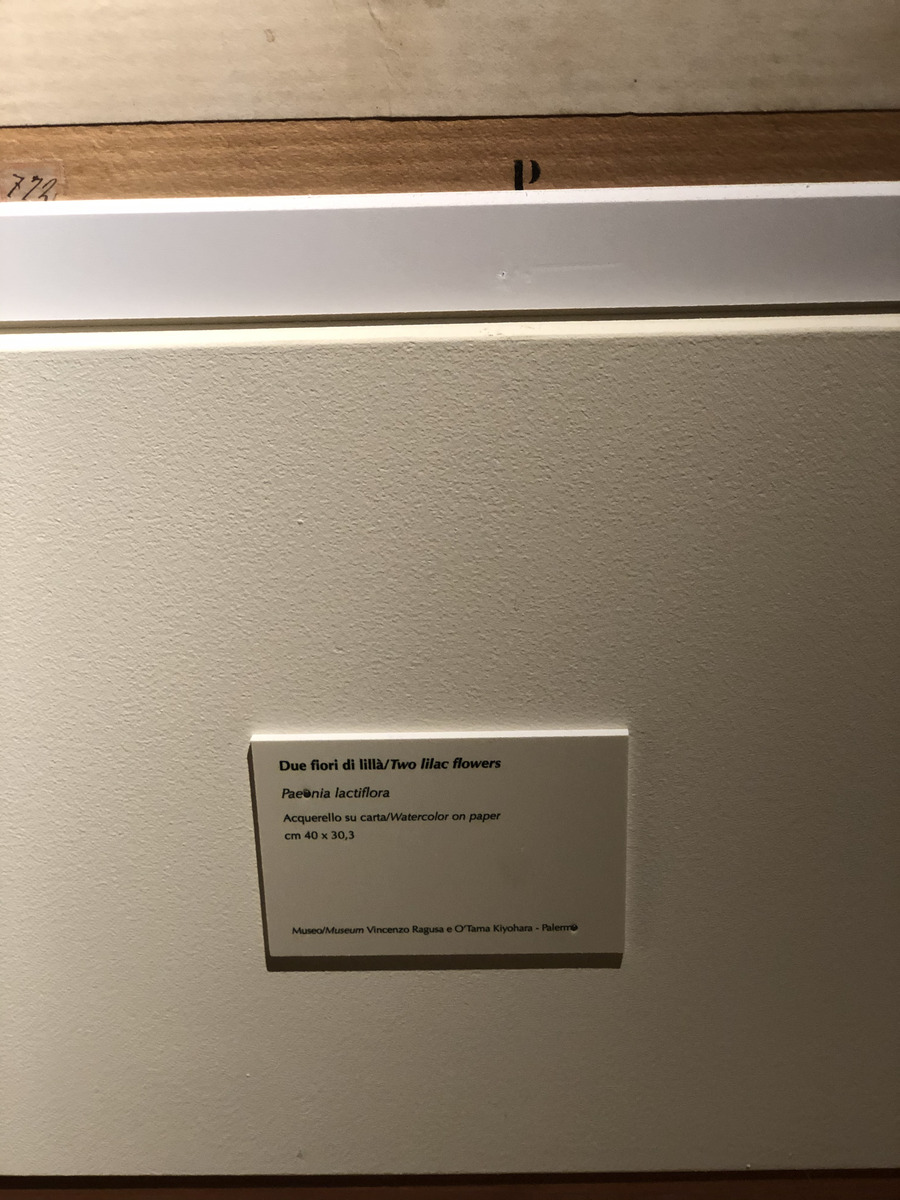 772
P
Due fiori di lillà/Two lilac flowers
Paeonia lactiflora
Acquerello su carta/Watercolor on paper
cm 40 x 30,3
Museo/Museum Vincenzo Ragusa e O'Tama Kiyohara - Palermo